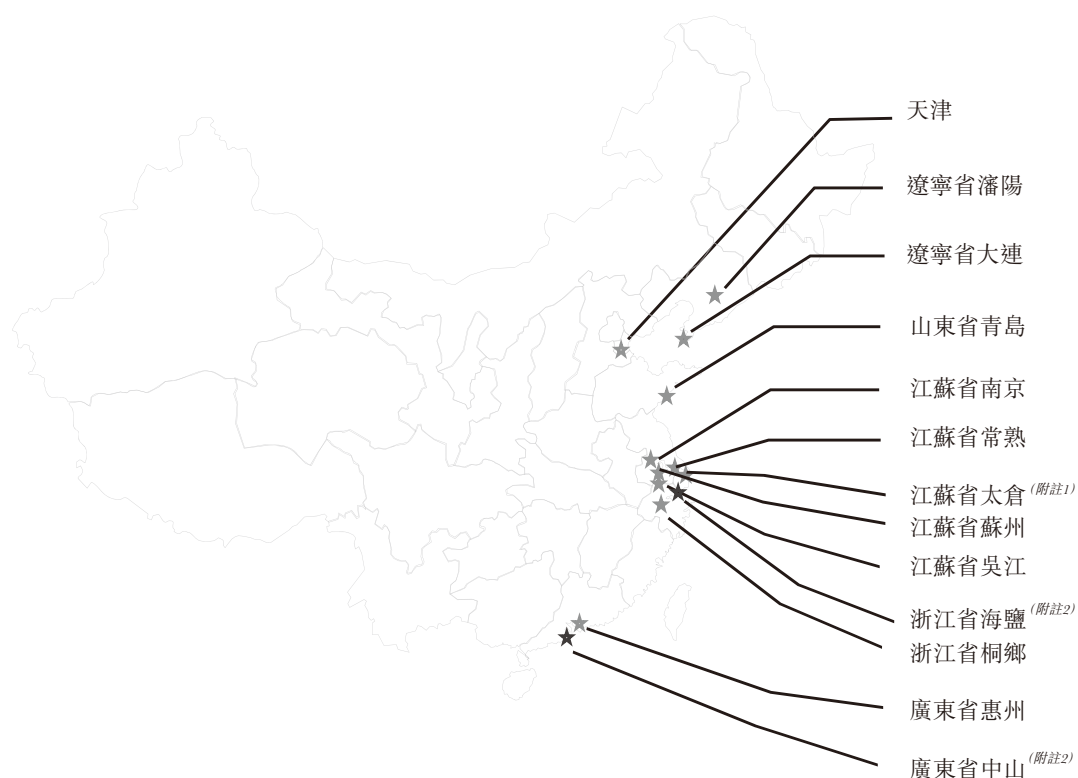 天津
遼寧省瀋陽
遼寧省大連
山東省青島
江蘇省南京
江蘇省常熟
江蘇省太倉(附註1)
江蘇省蘇州
江蘇省吳江
浙江省海鹽(附註2)
浙江省桐鄉
廣東省惠州
廣東省中山(附註2)